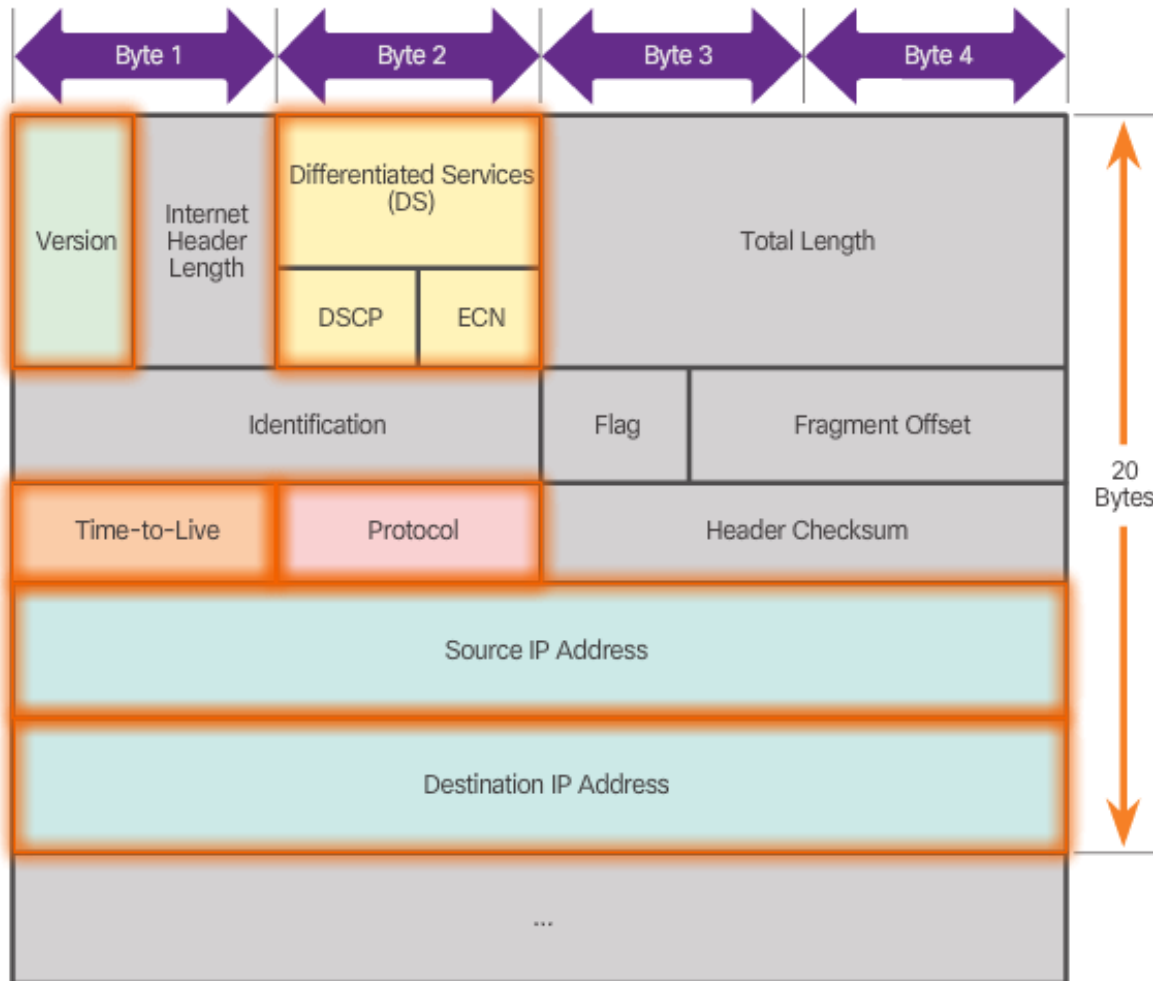 Byte 1
Byte 2
Byte 3
Byte 4
Version
Internet
Header
Length
Differentiated Services
(DS)
DSCP
ECN
Total Length
Identification
Flag
Fragment Offset
20
Bytes
Time-to-Live
Protocol
Header Checksum
Source IP Address
Destination IP Address
...